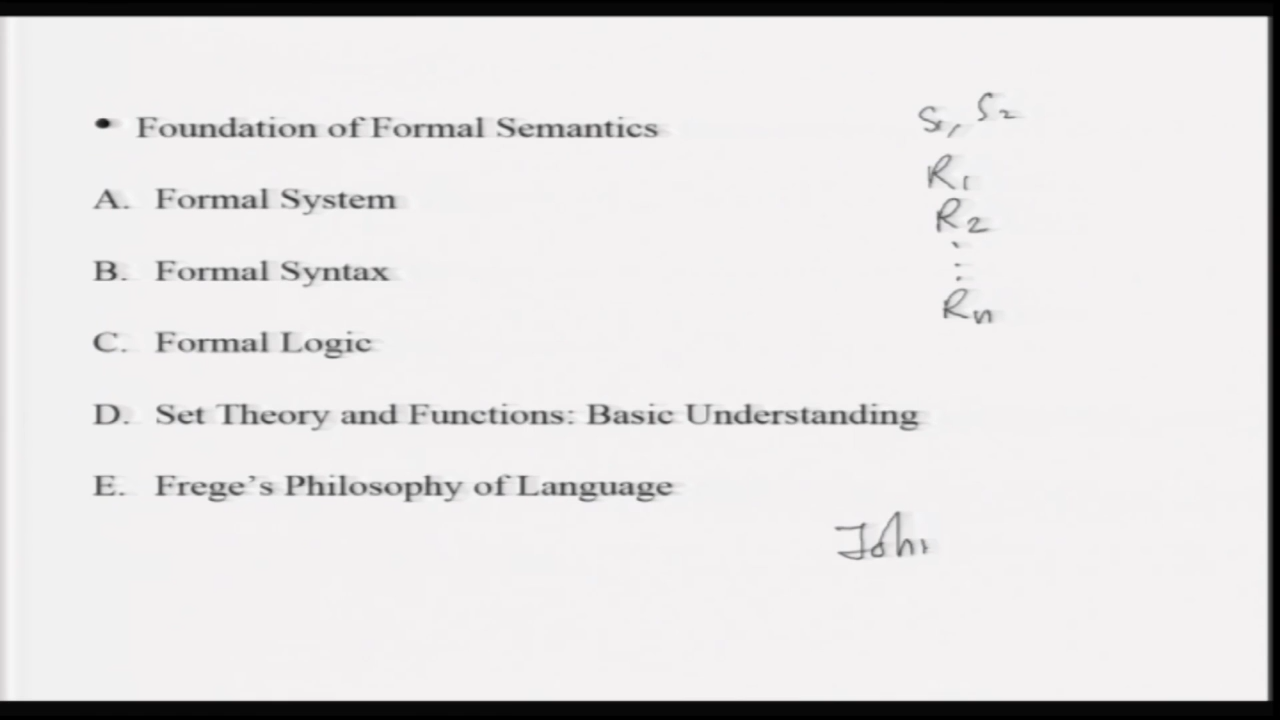 • Foundation of Formal Semantics
S₁, S₂
A. Formal System
R₁
R₂
⋮
B. Formal Syntax
Rₙ
C. Formal Logic
D. Set Theory and Functions: Basic Understanding
E. Frege's Philosophy of Language